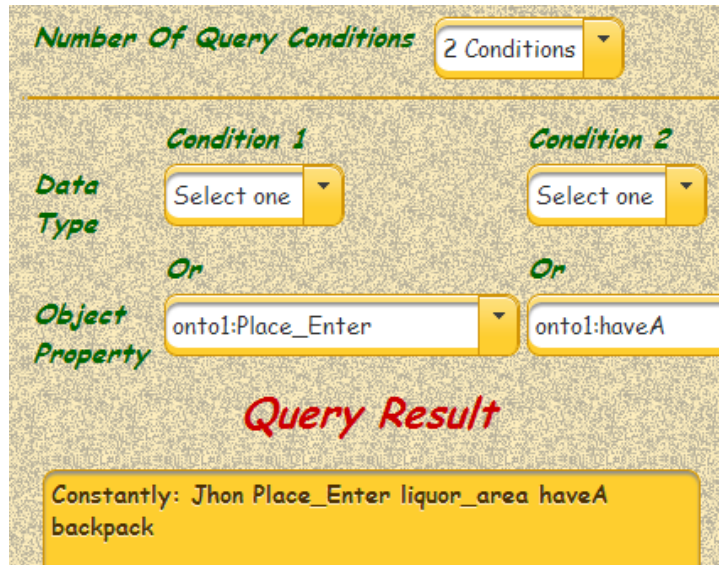 Number Of Query Conditions 2 Conditions
Condition 1 Condition 2
Data Type Select one Select one
Or Or
Object Property onto1:Place_Enter onto1:haveA
Query Result
Constantly: Jhon Place_Enter liquor_area haveA
backpack